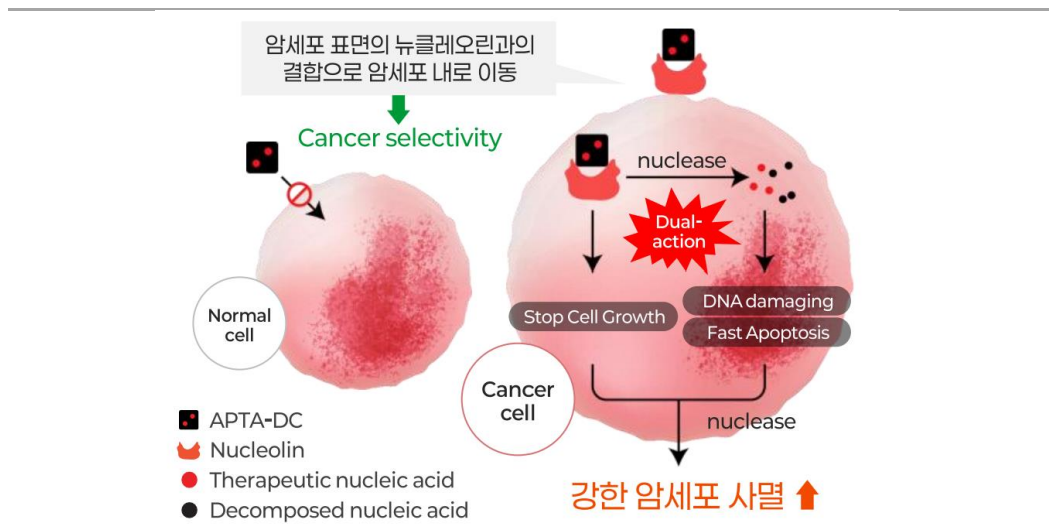 암세포 표면의 뉴클레오린과의
결합으로 암세포 내로 이동
Cancer selectivity
nuclease
Dual-
action
Normal
cell
Stop Cell Growth
DNA damaging
Fast Apoptosis
Cancer
cell
nuclease
APTA-DC
Nucleolin
Therapeutic nucleic acid
Decomposed nucleic acid
강한 암세포 사멸